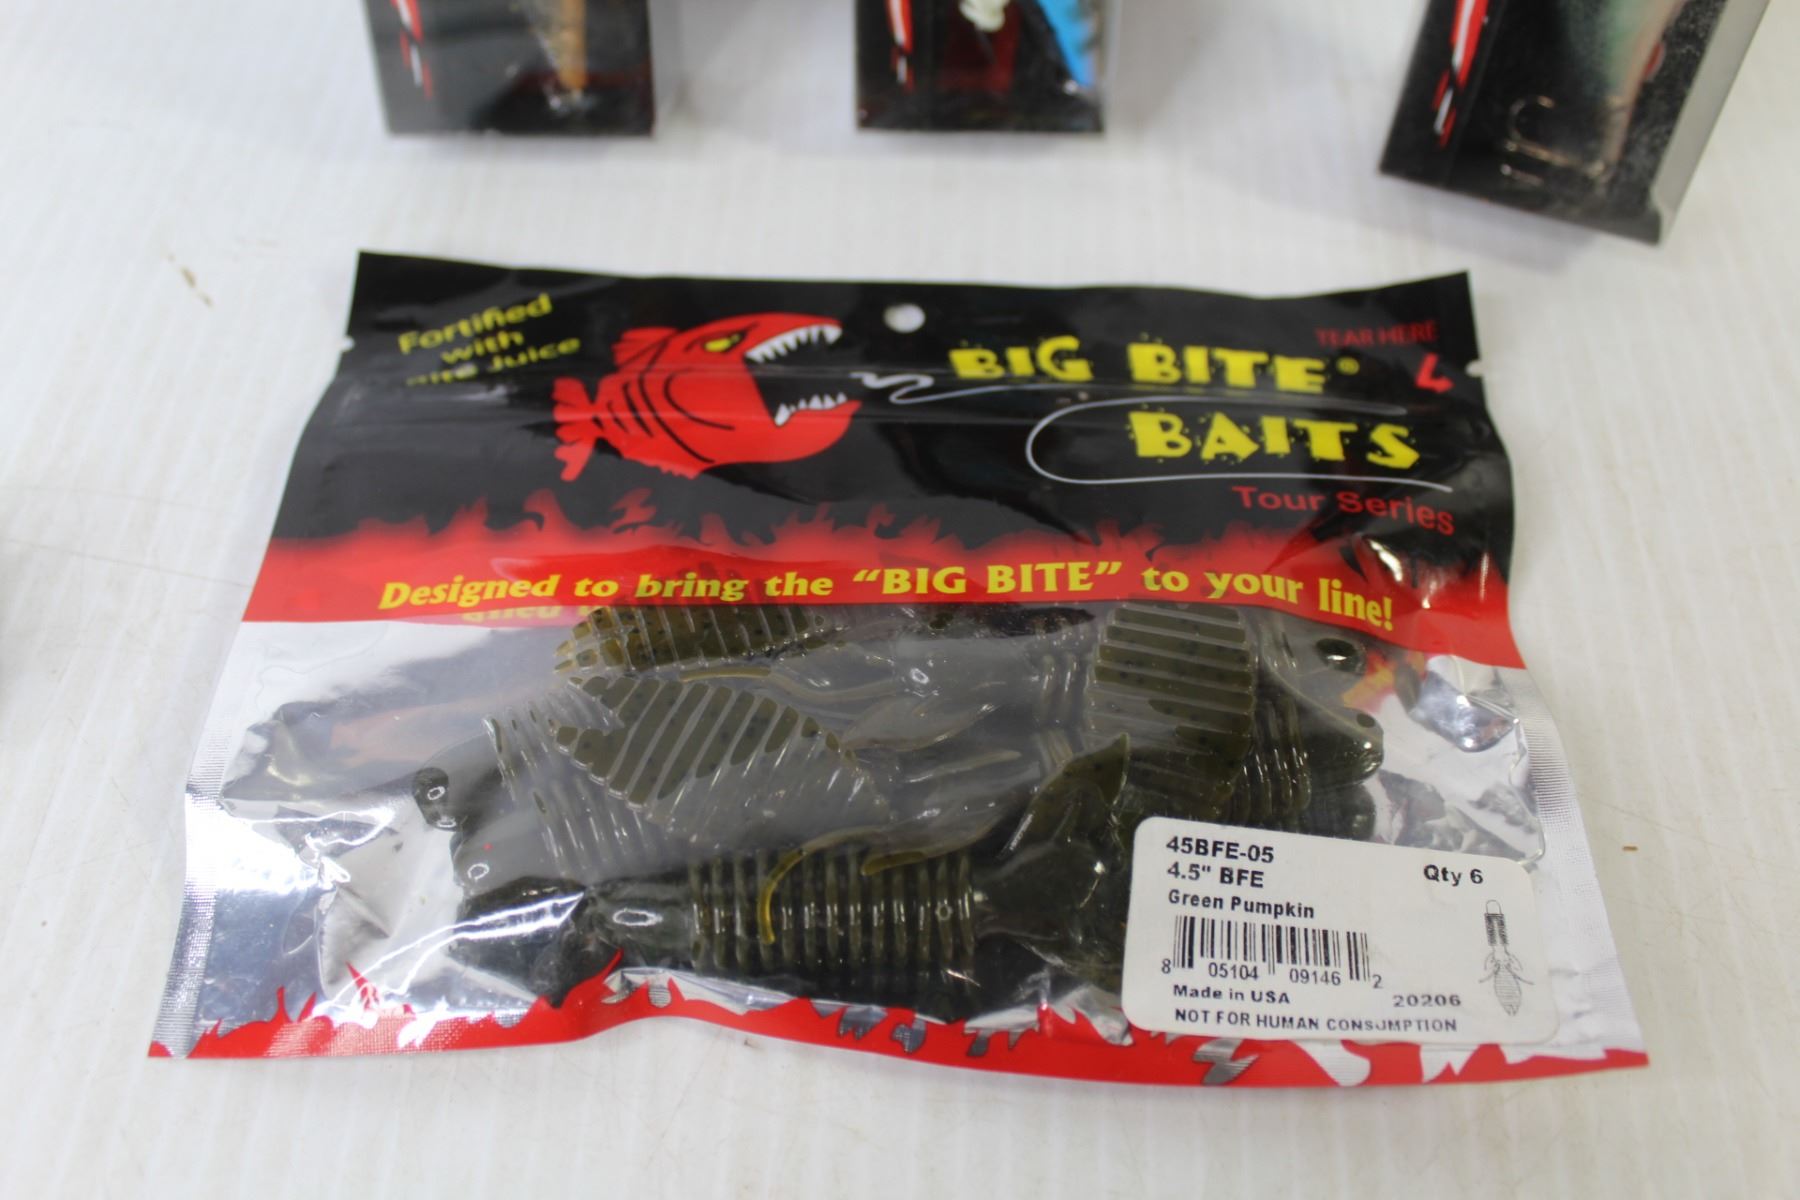 Fortified
with
Juice
BIG BITE®
BAITS
Tour Series
TEAR HERE
Designed to bring the "BIG BITE" to your line!
45BFE-05
4.5" BFE
Qty 6
Green Pumpkin
8 05104 09146 2
Made in USA
20206
NOT FOR HUMAN CONSUMPTION